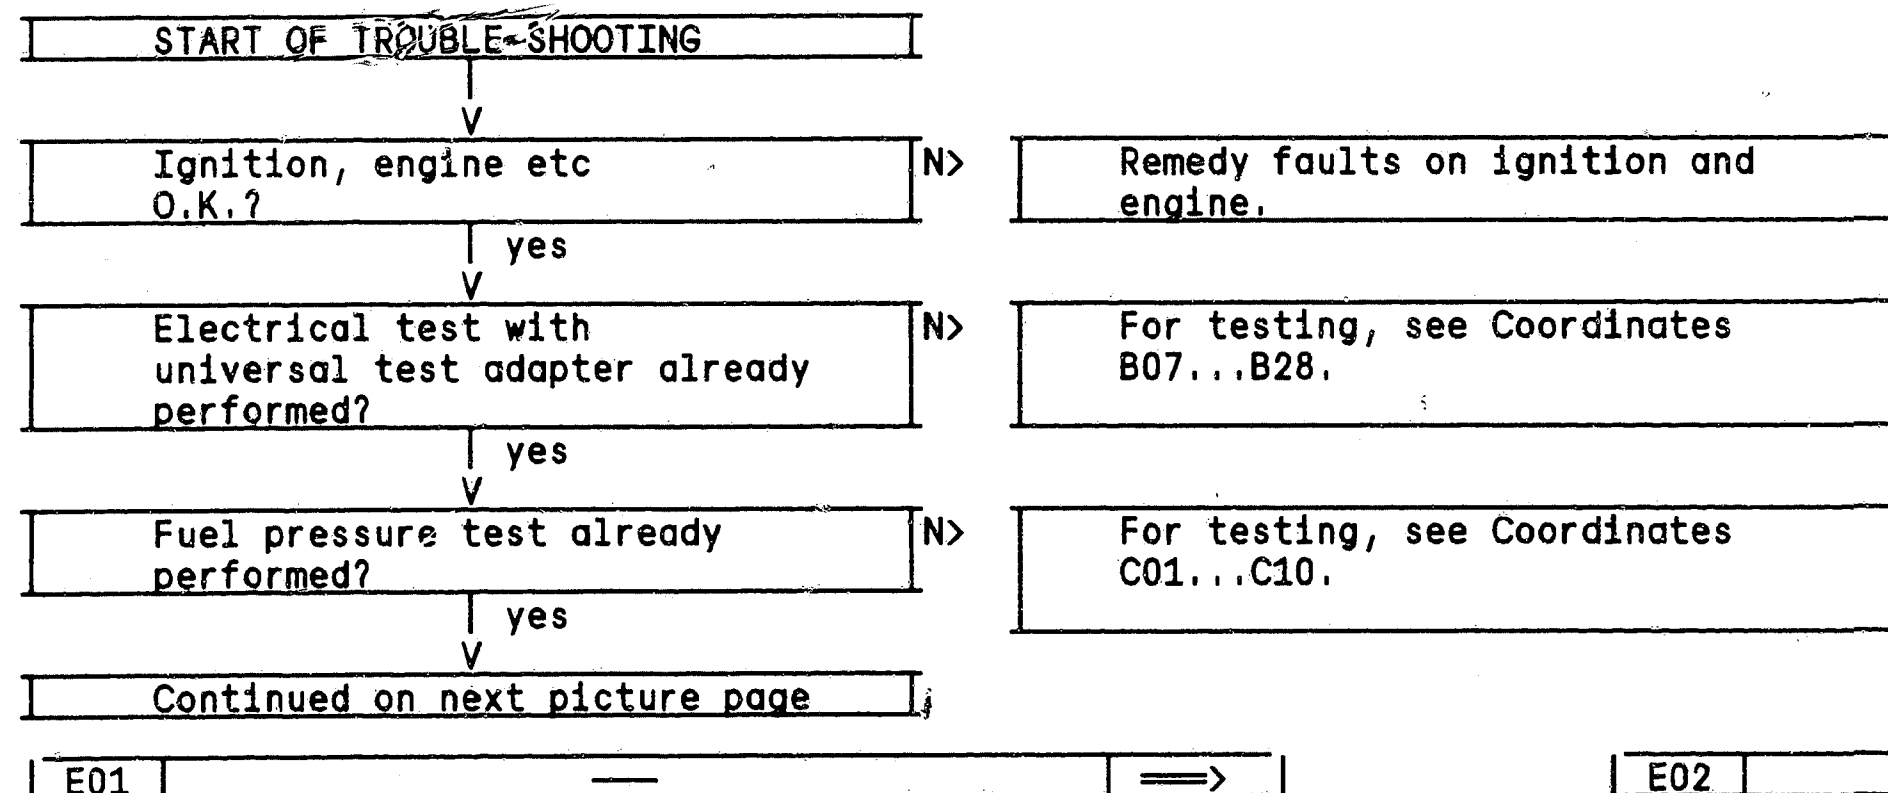 START OF TROUBLE-SHOOTING
Ignition, engine etc
O.K.?
N>
Remedy faults on ignition and
engine.
yes
Electrical test with
universal test adapter already
performed?
N>
For testing, see Coordinates
B07...B28.
yes
Fuel pressure test already
performed?
N>
For testing, see Coordinates
C01...C10.
yes
Continued on next picture page
E01
E02